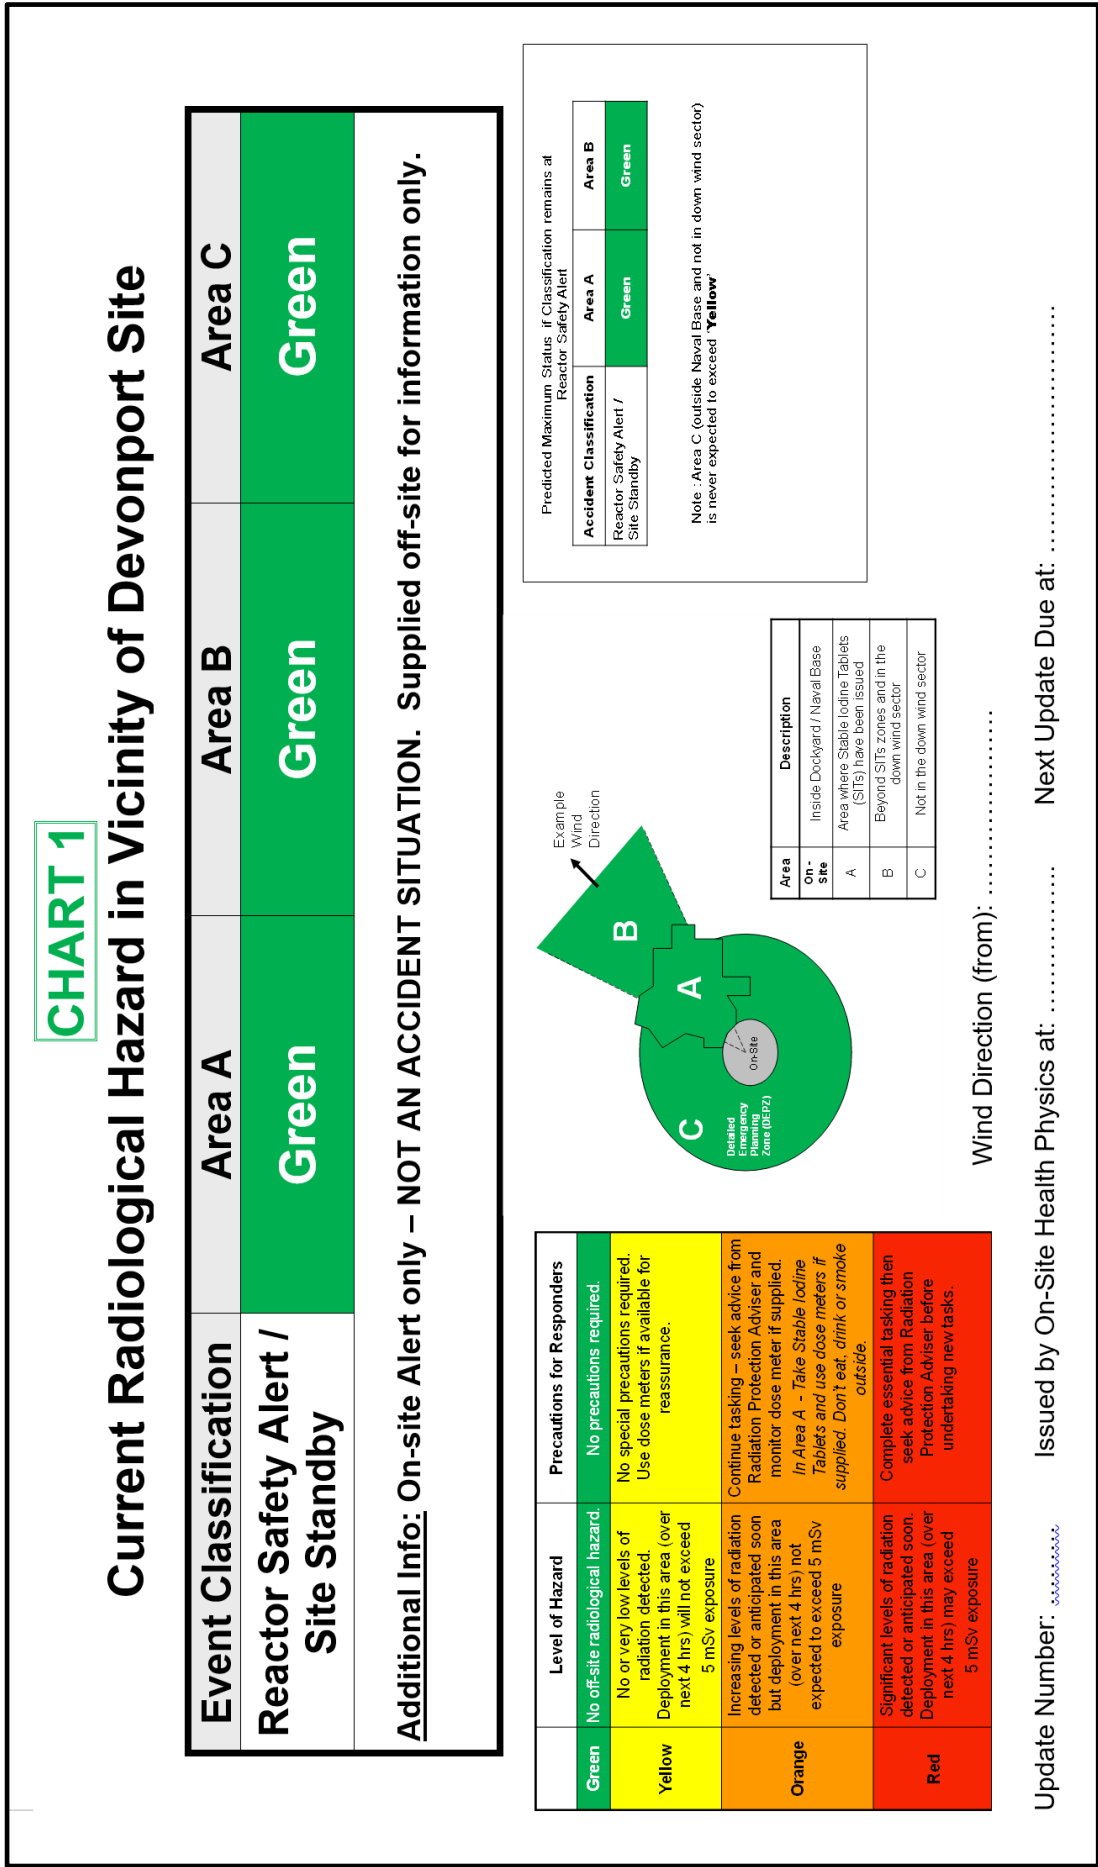 CHART 1
Current Radiological Hazard in Vicinity of Devonport Site
Event Classification Area A Area B Area C
Reactor Safety Alert /
Site Standby
Green Green Green
Additional Info: On-site Alert only – NOT AN ACCIDENT SITUATION.  Supplied off-site for information only.
Level of Hazard Precautions for Responders
Green No off-site radiological hazard. No precautions required.
Yellow
No or very low levels of
radiation detected.
Deployment in this area (over
next 4 hrs) will not exceed
5 mSv exposure
No special precautions required.
Use dose meters if available for
reassurance.
Orange
Increasing levels of radiation
detected or anticipated soon
but deployment in this area
(over next 4 hrs) not
expected to exceed 5 mSv
exposure
Continue tasking – seek advice from
Radiation Protection Adviser and
monitor dose meter if supplied.
In Area A - Take Stable Iodine
Tablets and use dose meters if
supplied. Don't eat, drink or smoke
outside.
Red
Significant levels of radiation
detected or anticipated soon.
Deployment in this area (over
next 4 hrs) may exceed
5 mSv exposure
Complete essential tasking then
seek advice from Radiation
Protection Adviser before
undertaking new tasks.
Example
Wind
Direction
B
A
C
On-Site
Detailed
Emergency
Planning
Zone (DEPZ)
Area Description
On -
Site
Inside Dockyard / Naval Base
A
Area where Stable Iodine Tablets
(SITs) have been issued
B
Beyond SITs zones and in the
down wind sector
C Not in the down wind sector
Predicted Maximum Status if Classification remains at
Reactor Safety Alert
Accident Classification Area A Area B
Reactor Safety Alert /
Site Standby
Green Green
Note : Area C (outside Naval Base and not in down wind sector)
is never expected to exceed ‘Yellow’
Wind Direction (from): ........................
Update Number: ......... Issued by On-Site Health Physics at: .................. Next Update Due at: ..............................